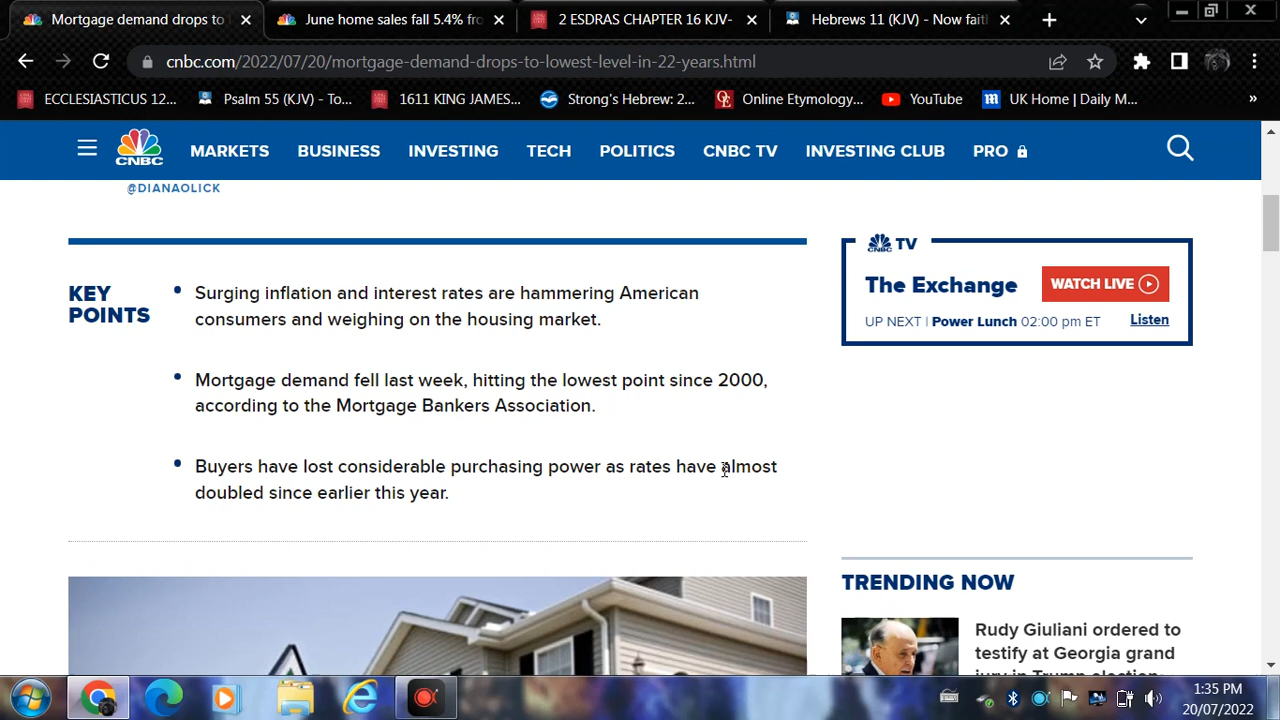 Mortgage demand drops to
June home sales fall 5.4% fro
2 ESDRAS CHAPTER 16 KJV-
Hebrews 11 (KJV) - Now fait
cnbc.com/2022/07/20/mortgage-demand-drops-to-lowest-level-in-22-years.html
ECCLESIASTICUS 12...
Psalm 55 (KJV) - To...
1611 KING JAMES...
Strong's Hebrew: 2...
OE Online Etymology...
YouTube
m UK Home | Daily M...
»
CNBC
MARKETS
BUSINESS
INVESTING
TECH
POLITICS
CNBC TV
INVESTING CLUB
PRO
@DIANAOLICK
KEY
POINTS
Surging inflation and interest rates are hammering American
consumers and weighing on the housing market.
Mortgage demand fell last week, hitting the lowest point since 2000,
according to the Mortgage Bankers Association.
Buyers have lost considerable purchasing power as rates have almost
doubled since earlier this year.
CNBC TV
The Exchange
WATCH LIVE
UP NEXT | Power Lunch 02:00 pm ET
Listen
TRENDING NOW
Rudy Giuliani ordered to
testify at Georgia grand
jury in Trump election
1:35 PM
20/07/2022